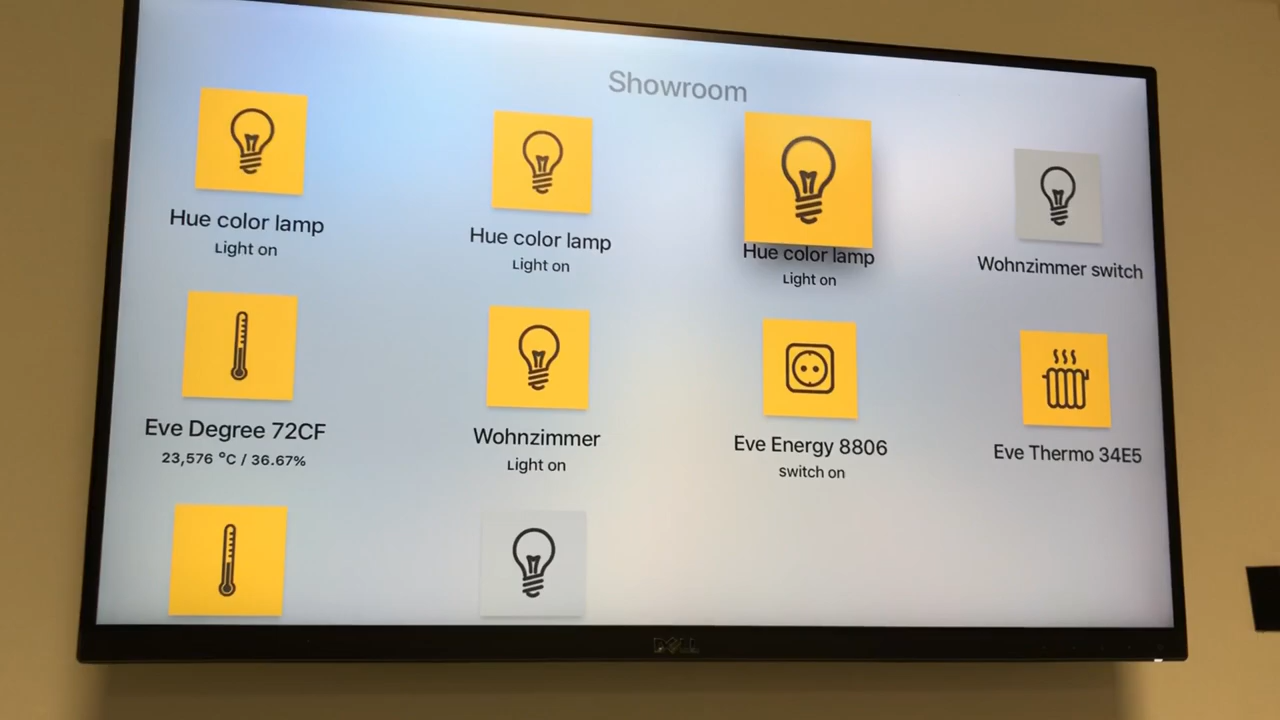 Showroom
Hue color lamp
Light on
Hue color lamp
Light on
Hue color lamp
Light on
Wohnzimmer switch
Eve Degree 72CF
23,576 °C / 36.67%
Wohnzimmer
Light on
Eve Energy 8806
switch on
Eve Thermo 34E5
DELL